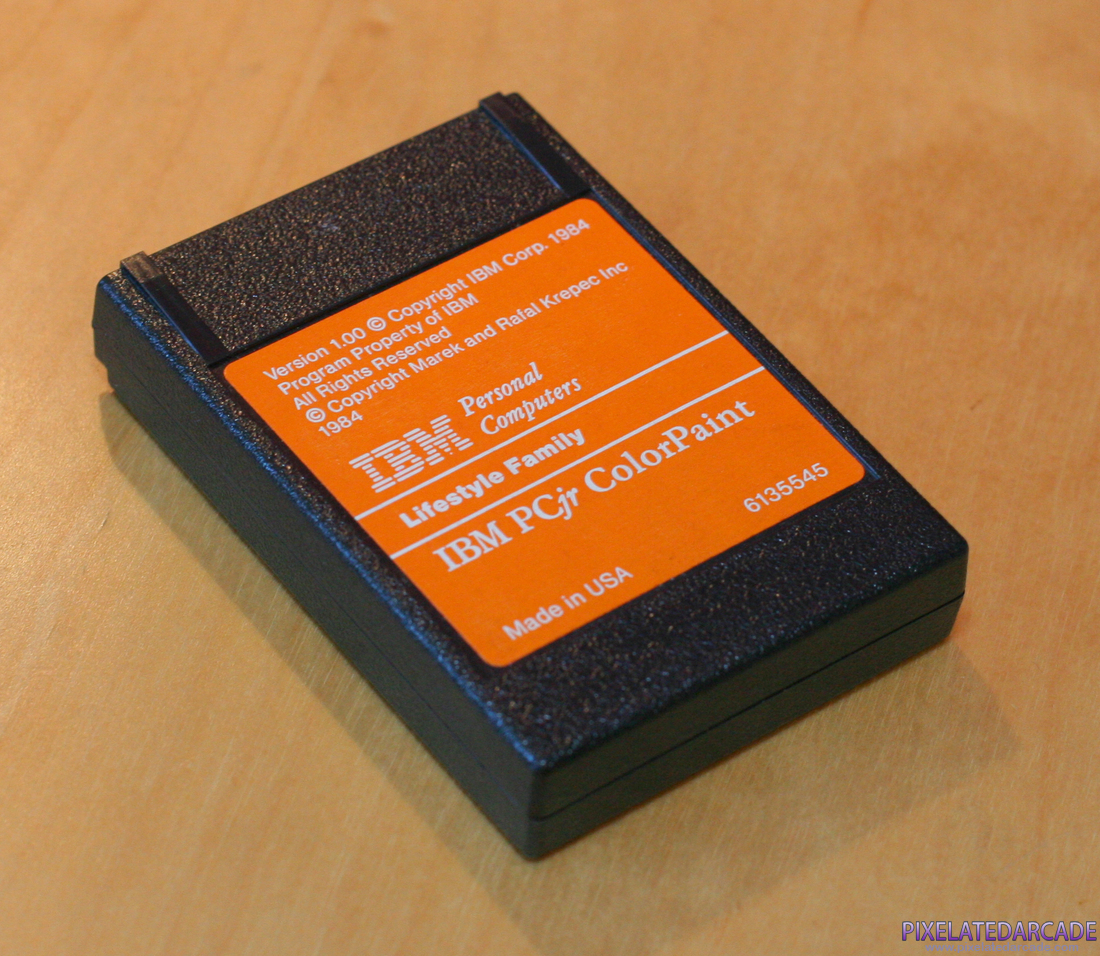 Version 1.00 © Copyright IBM Corp. 1984
Program Property of IBM
All Rights Reserved
© Copyright Marek and Rafal Krepec Inc
1984
IBM Personal
Computers
Lifestyle Family
IBM PCjr ColorPaint
6135545
Made in USA
PIXELATEDARCADE